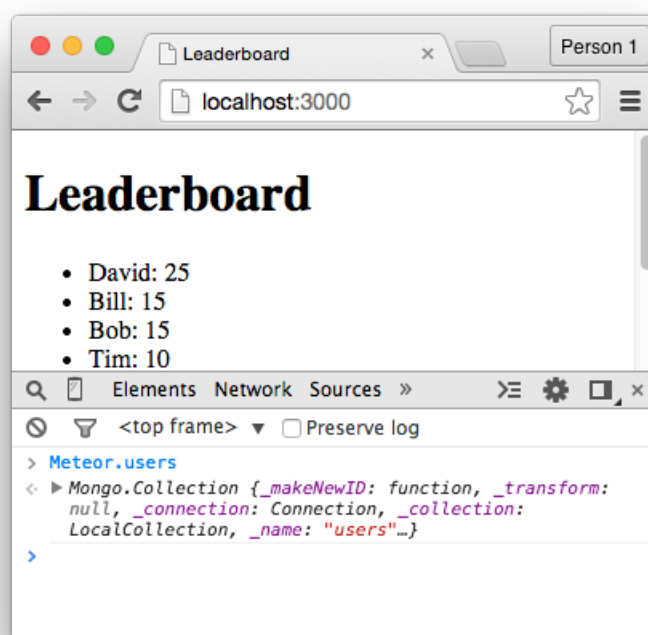 Leaderboard
Person 1
localhost:3000
Leaderboard
• David: 25
• Bill: 15
• Bob: 15
• Tim: 10
Elements Network Sources »
<top frame> ▼ Preserve log
> Meteor.users
Mongo.Collection {_makeNewID: function, _transform:
null, _connection: Connection, _collection:
LocalCollection, _name: "users"…}
>